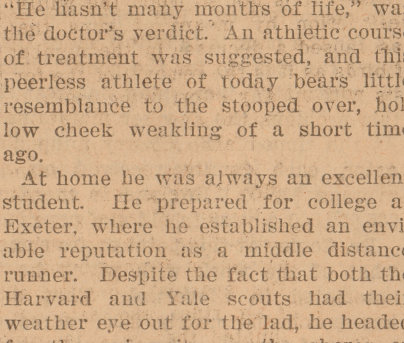 "He hasn't many months of life," wa
the doctor's verdict. An athletic cours
of treatment was suggested, and thi
peerless athlete of today bears littl
resemblance to the stooped over, hol
low cheek weakling of a short tim
ago.
At home he was always an excellen
student. He prepared for college a
Exeter, where he established an envi
able reputation as a middle distanc
runner. Despite the fact that both th
Harvard and Yale scouts had thei
weather eye out for the lad, he heade